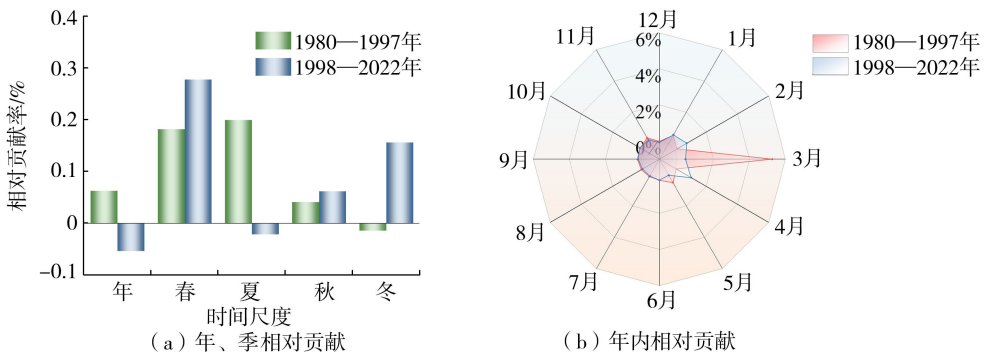 0.4
0.3
0.2
0.1
0
−0.1
相对贡献率/%
1980—1997年
1998—2022年
年 春 夏 秋 冬
时间尺度
(a)年、季相对贡献
12月
1月
2月
3月
4月
5月
6月
7月
8月
9月
10月
11月
6%
4%
2%
0%
1980—1997年
1998—2022年
(b)年内相对贡献